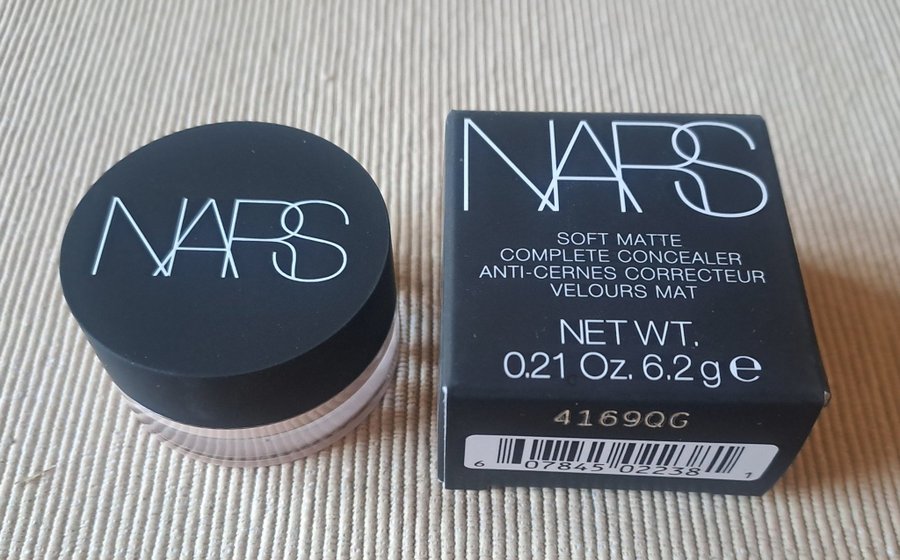 NARS
NARS
SOFT MATTE
COMPLETE CONCEALER
ANTI-CERNES CORRECTEUR
VELOURS MAT
NET WT.
0.21 Oz. 6.2 g ℮
4169QG
6 07845 02238 1